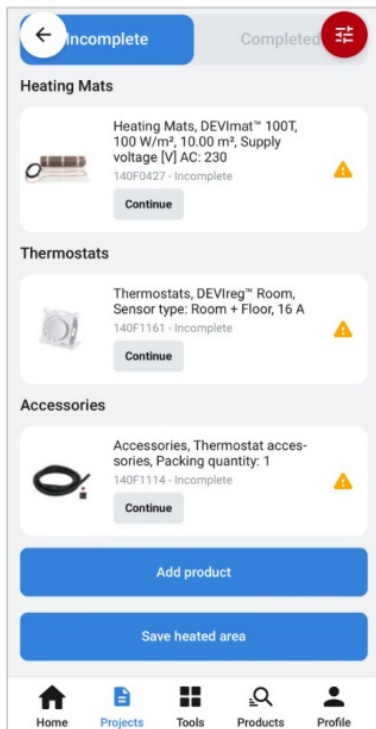 Incomplete
Completed
Heating Mats
Heating Mats, DEVImat™ 100T,
100 W/m², 10.00 m², Supply
voltage [V] AC: 230
140F0427 - Incomplete
Continue
Thermostats
Thermostats, DEVIreg™ Room,
Sensor type: Room + Floor, 16 A
140F1161 - Incomplete
Continue
Accessories
Accessories, Thermostat acces-
sories, Packing quantity: 1
140F1114 - Incomplete
Continue
Add product
Save heated area
Home Projects Tools Products Profile